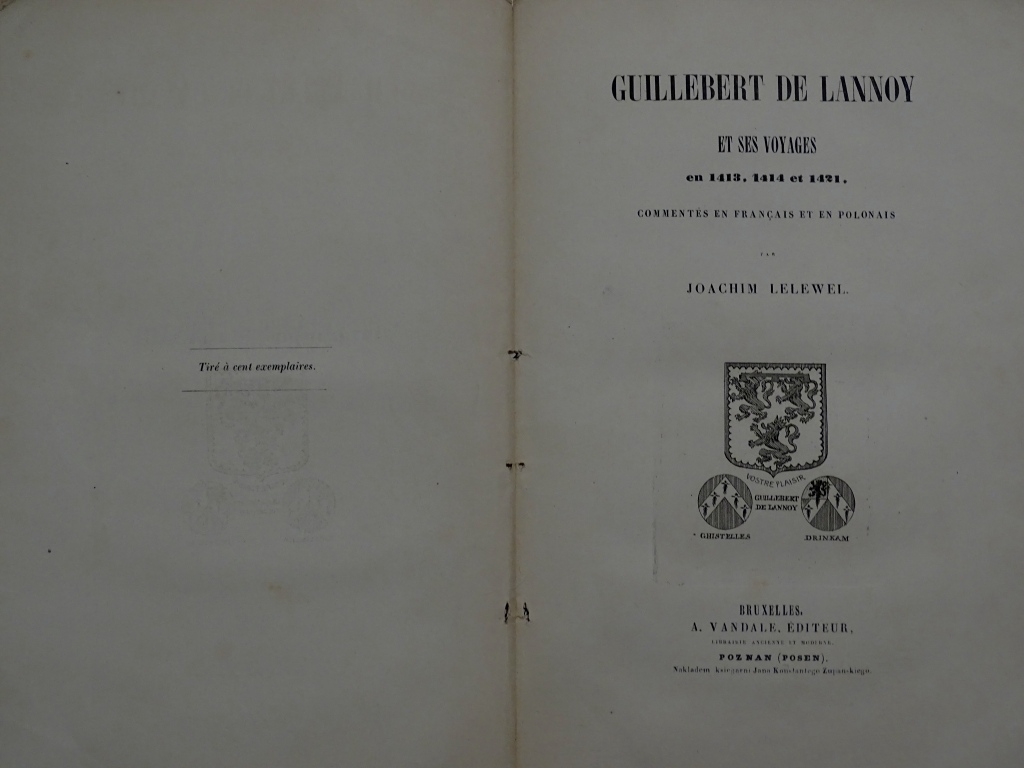 Tiré à cent exemplaires.
GUILLEBERT DE LANNOY
ET SES VOYAGES
en 1413, 1414 et 1421,
COMMENTÉS EN FRANÇAIS ET EN POLONAIS
PAR
JOACHIM LELEWEL.
VOSTRE PLAISIR
GUILLEBERT
DE LANNOY
GHISTELLES
DRINKAM
BRUXELLES,
A. VANDALE, ÉDITEUR,
LIBRAIRIE ANCIENNE ET MODERNE.
POZNAN (POSEN),
Nakładem księgarni Jana Konstantego Żupańskiego.